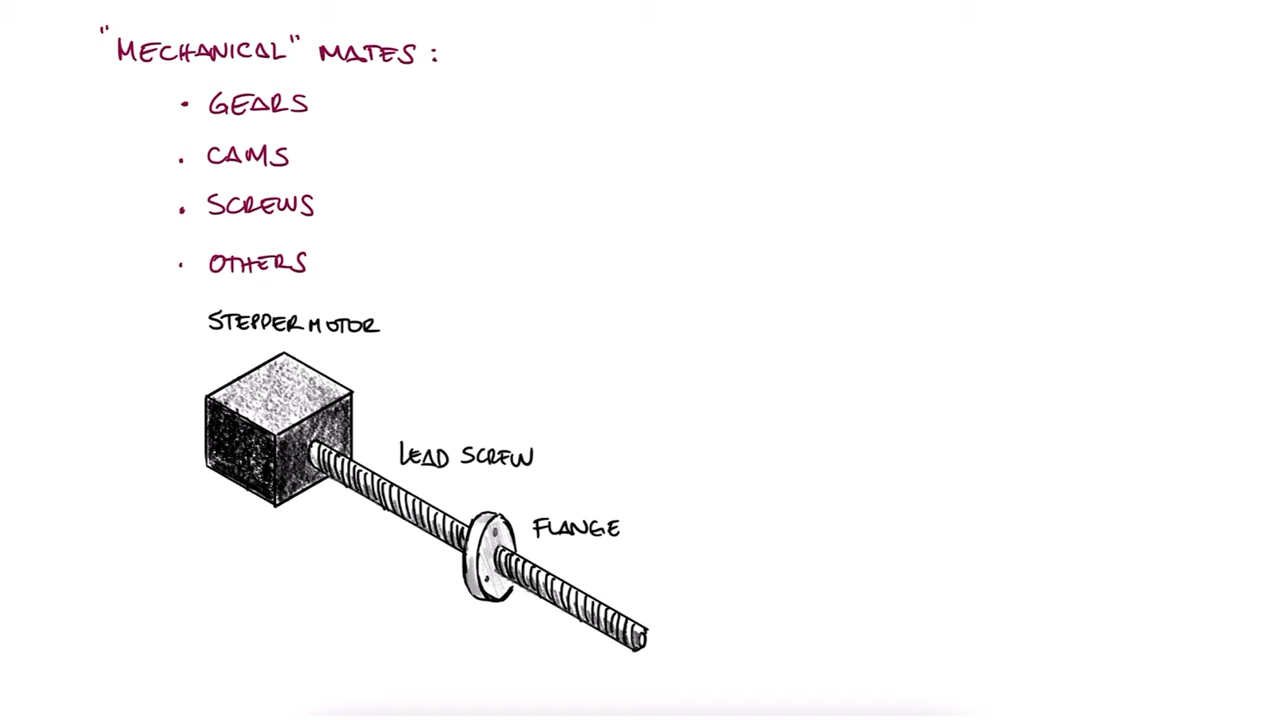 "MECHANICAL" MATES:
• GEARS
• CAMS
• SCREWS
• OTHERS
STEPPER MOTOR
LEAD SCREW
FLANGE